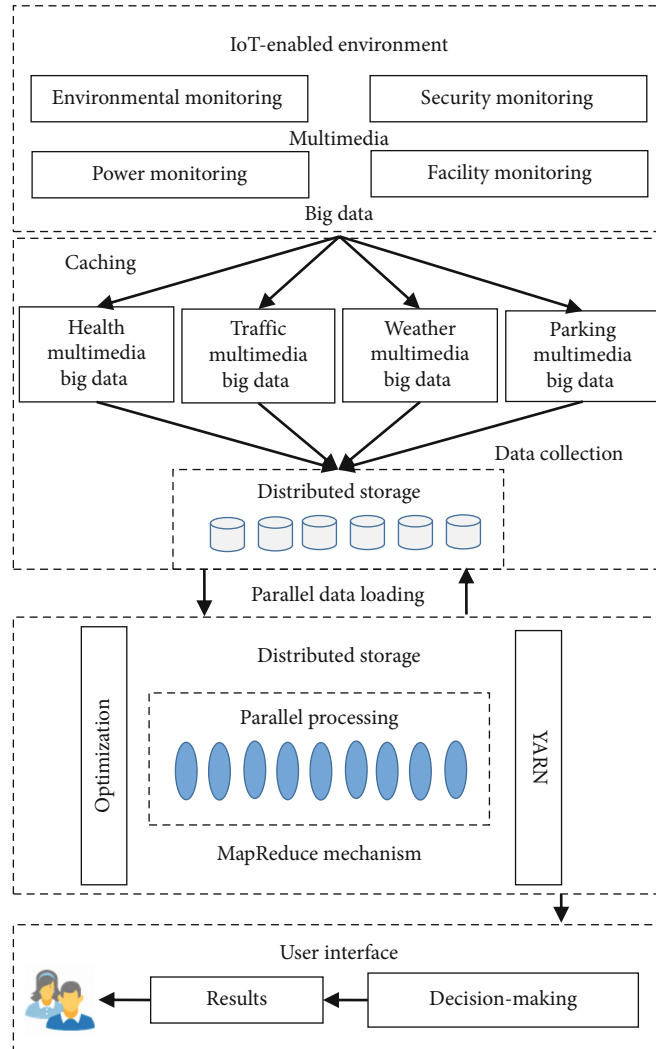 IoT-enabled environment
Environmental monitoring
Security monitoring
Multimedia
Power monitoring
Facility monitoring
Big data
Caching
Health
multimedia
big data
Traffic
multimedia
big data
Weather
multimedia
big data
Parking
multimedia
big data
Data collection
Distributed storage
Parallel data loading
Distributed storage
Optimization
Parallel processing
YARN
MapReduce mechanism
User interface
Results
Decision-making